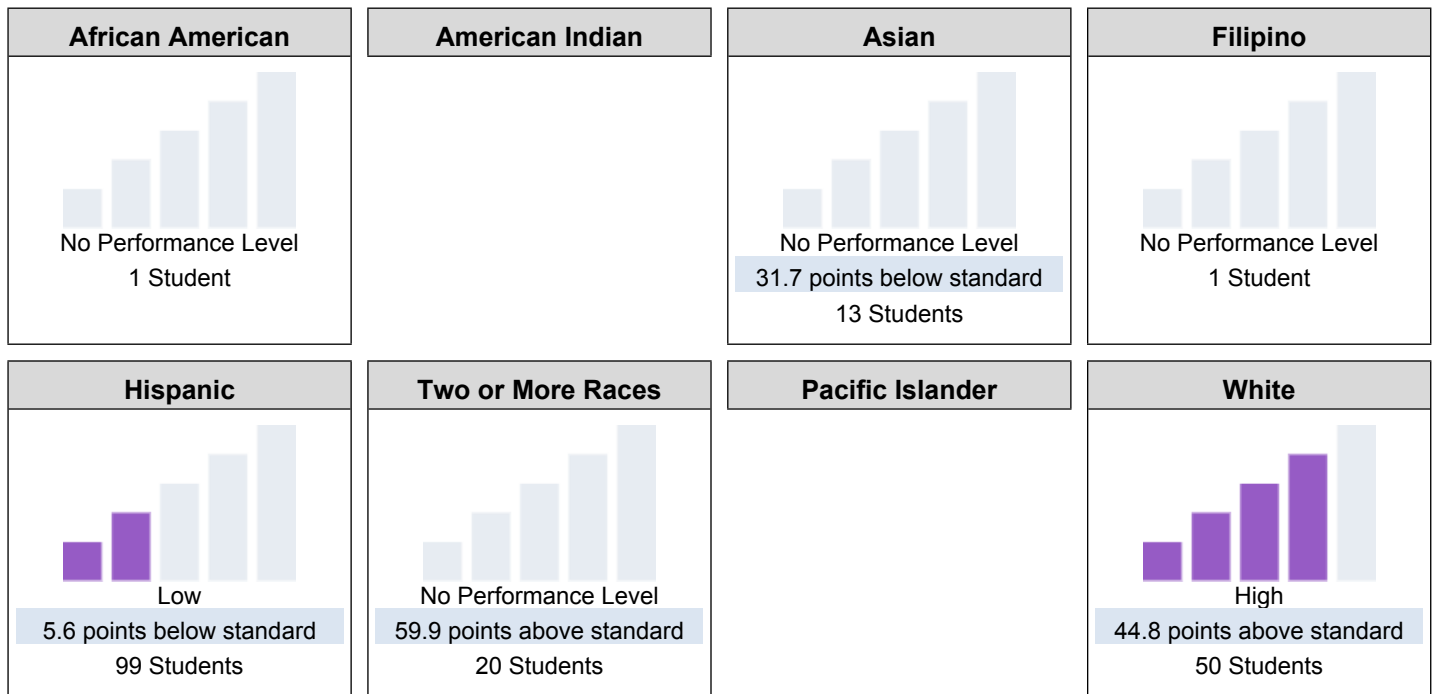 African American
No Performance Level
1 Student
American Indian
Asian
No Performance Level
31.7 points below standard
13 Students
Filipino
No Performance Level
1 Student
Hispanic
Low
5.6 points below standard
99 Students
Two or More Races
No Performance Level
59.9 points above standard
20 Students
Pacific Islander
White
High
44.8 points above standard
50 Students